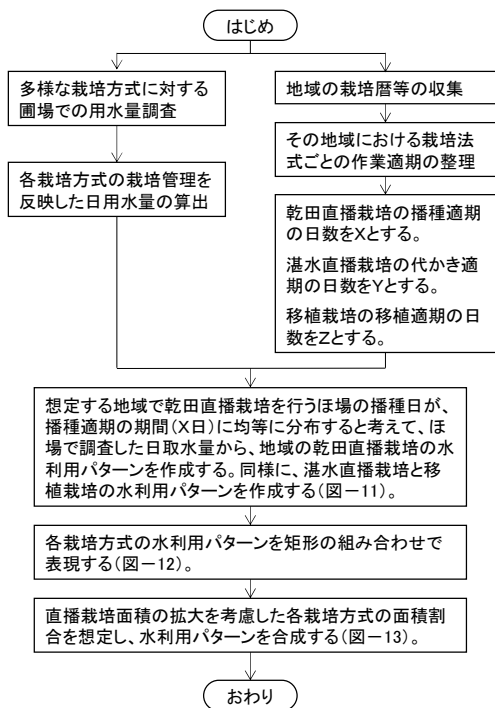 はじめ
多様な栽培方式に対する
圃場での用水量調査
各栽培方式の栽培管理を
反映した日用水量の算出
地域の栽培暦等の収集
その地域における栽培法
式ごとの作業適期の整理
乾田直播栽培の播種適期
の日数をXとする。
湛水直播栽培の代かき適
期の日数をYとする。
移植栽培の移植適期の日
数をZとする。
想定する地域で乾田直播栽培を行うほ場の播種日が、
播種適期の期間(X日)に均等に分布すると考えて、ほ
場で調査した日取水量から、地域の乾田直播栽培の水
利用パターンを作成する。同様に、湛水直播栽培と移
植栽培の水利用パターンを作成する(図－11)。
各栽培方式の水利用パターンを矩形の組み合わせで
表現する(図－12)。
直播栽培面積の拡大を考慮した各栽培方式の面積割
合を想定し、水利用パターンを合成する(図－13)。
おわり